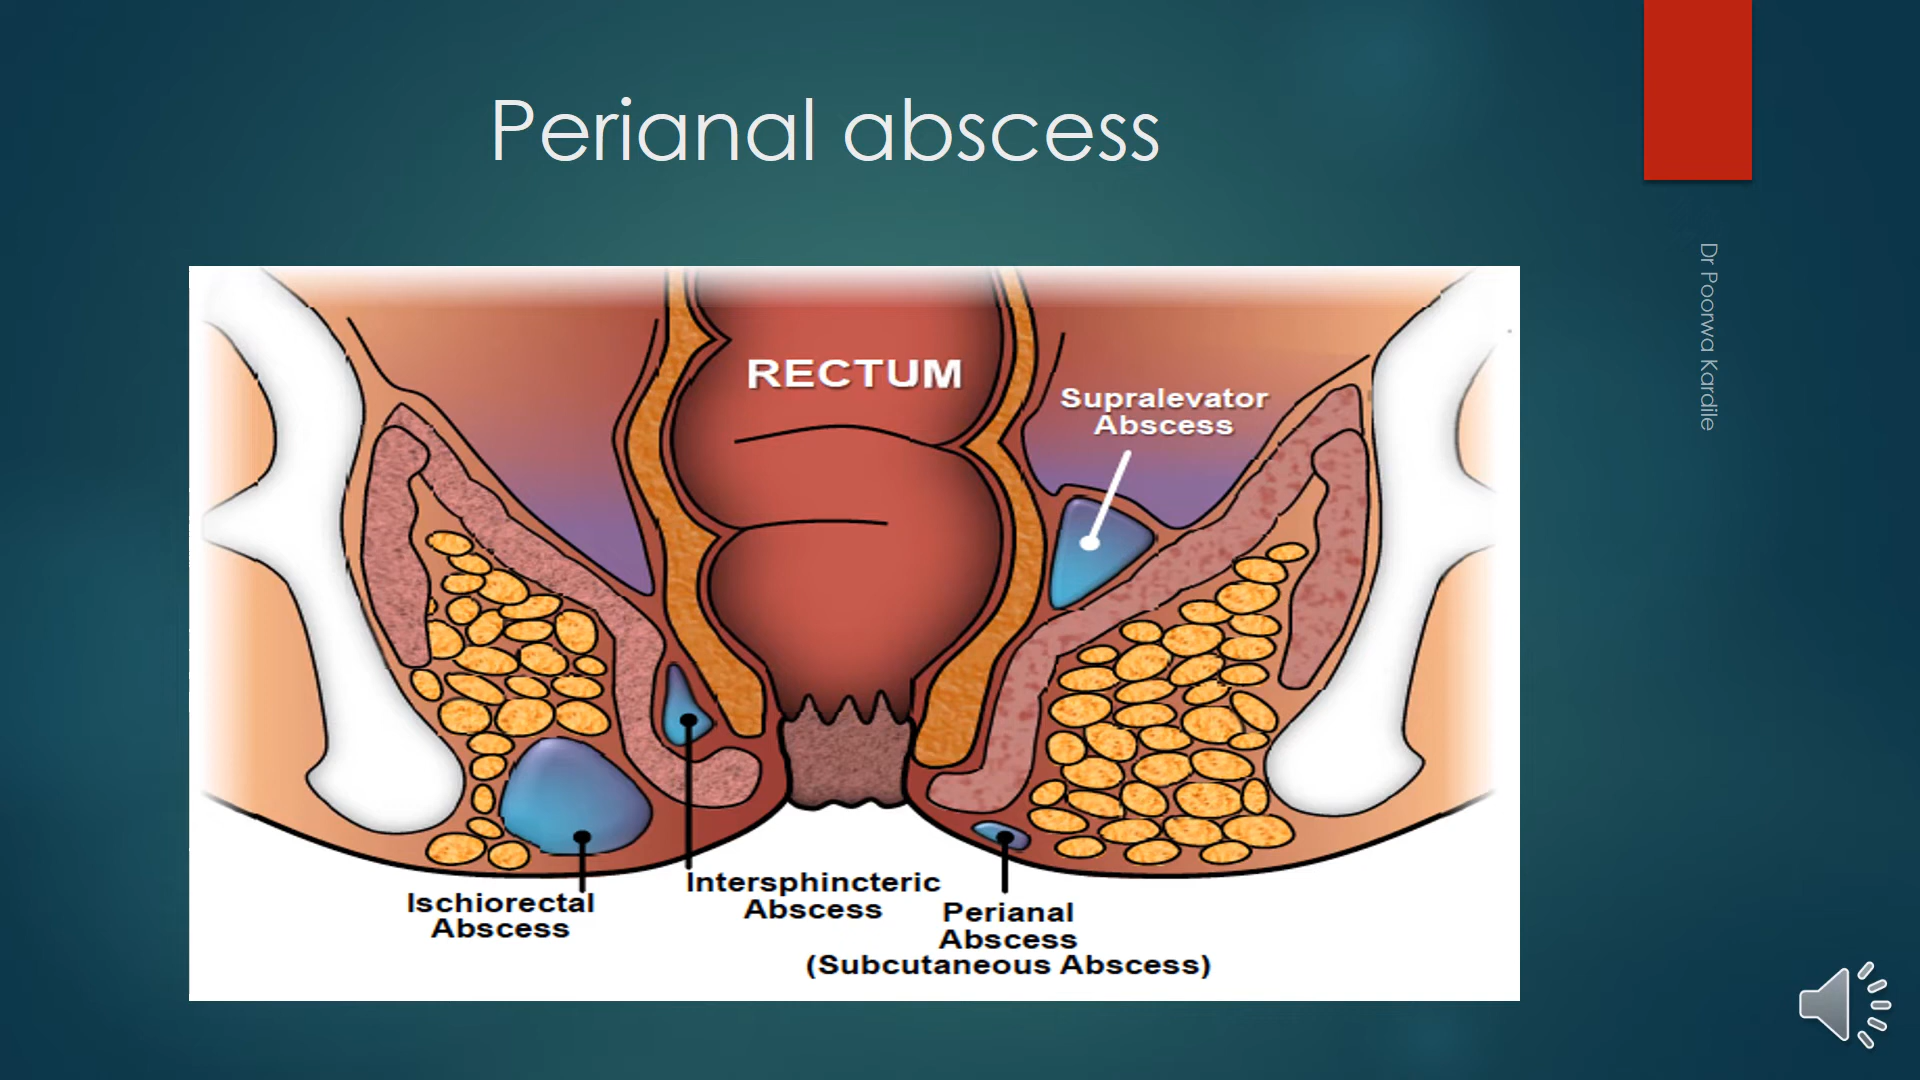 Perianal abscess
Dr Poorwa Kardile
RECTUM
Supralevator
Abscess
Ischiorectal
Abscess
Intersphincteric
Abscess
Perianal
Abscess
(Subcutaneous Abscess)